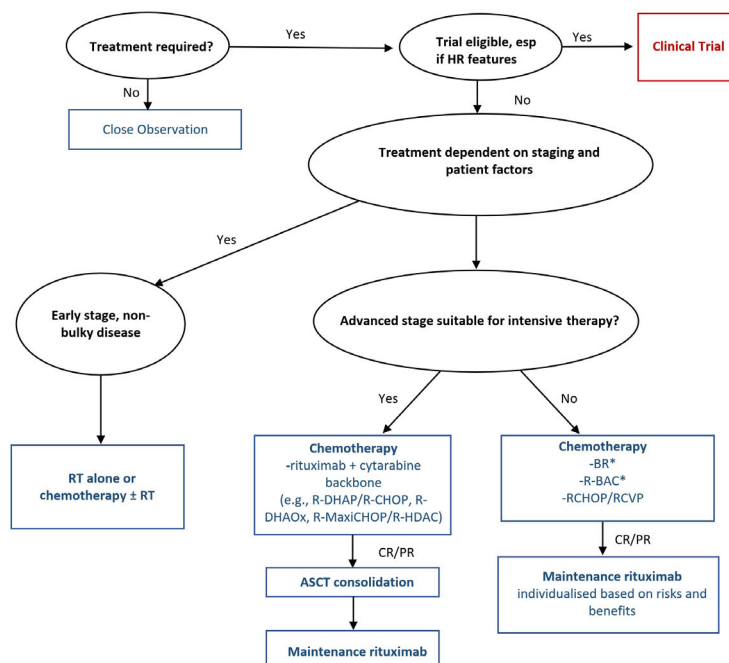 Treatment required?
Yes
Trial eligible, esp
if HR features
Yes
Clinical Trial
No
Close Observation
No
Treatment dependent on staging and
patient factors
Yes
Early stage, non-
bulky disease
Advanced stage suitable for intensive therapy?
Yes
No
RT alone or
chemotherapy ± RT
Chemotherapy
-rituximab + cytarabine
backbone
(e.g., R-DHAP/R-CHOP, R-
DHAOx, R-MaxiCHOP/R-HDAC)
Chemotherapy
-BR*
-R-BAC*
-RCHOP/RCVP
CR/PR
CR/PR
ASCT consolidation
Maintenance rituximab
individualised based on risks and
benefits
Maintenance rituximab